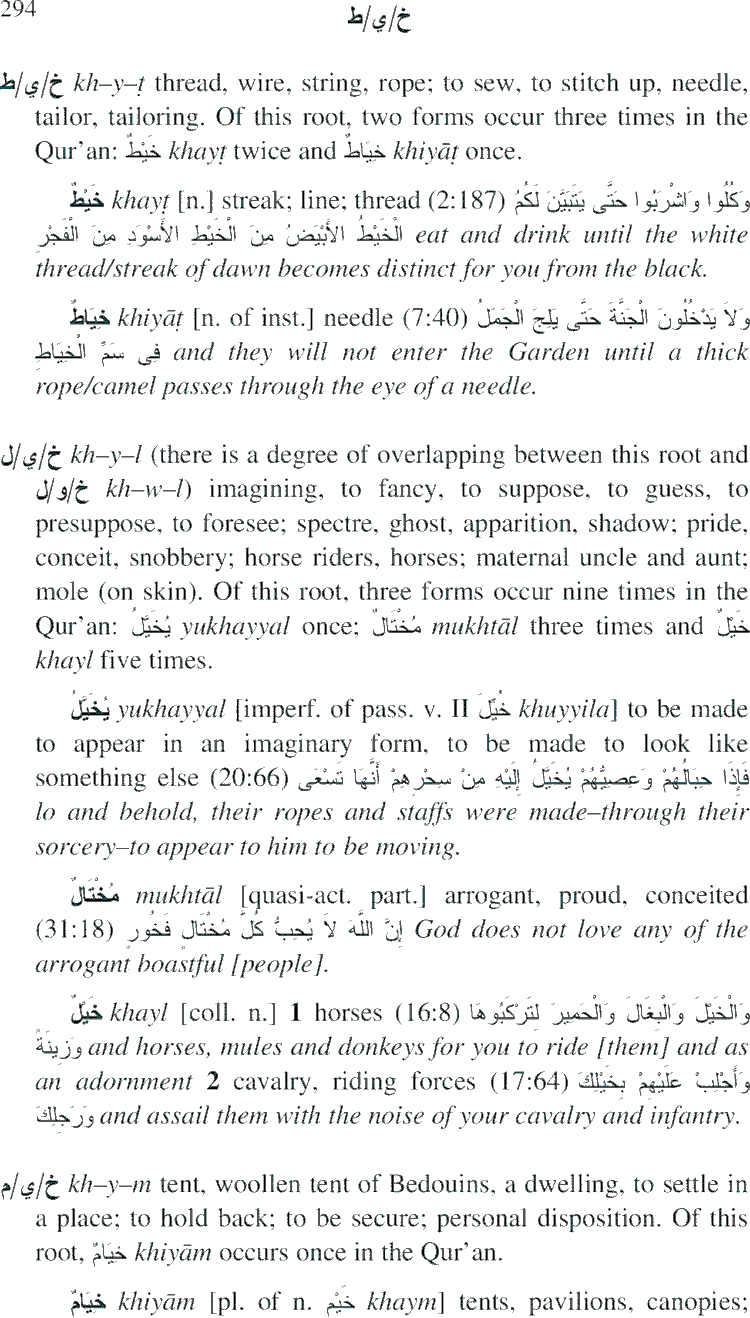 294
خ/ي/ط
خ/ي/ط kh–y–ṭ thread, wire, string, rope; to sew, to stitch up, needle,
tailor, tailoring. Of this root, two forms occur three times in the
Qur’an: خَيْطٌ khayṭ twice and خِيَاطٌ khiyāṭ once.
خَيْطٌ khayṭ [n.] streak; line; thread (2:187) وَكُلُوا وَاشْرَبُوا حَتَّى يَتَبَيَّنَ لَكُمُ
الْخَيْطُ الأَبْيَضُ مِنَ الْخَيْطِ الأَسْوَدِ مِنَ الْفَجْرِ eat and drink until the white
thread/streak of dawn becomes distinct for you from the black.
خِيَاطٌ khiyāṭ [n. of inst.] needle (7:40) وَلاَ يَدْخُلُونَ الْجَنَّةَ حَتَّى يَلِجَ الْجَمَلُ
فِى سَمِّ الْخِيَاطِ and they will not enter the Garden until a thick
rope/camel passes through the eye of a needle.
خ/ي/ل kh–y–l (there is a degree of overlapping between this root and
خ/و/ل kh–w–l) imagining, to fancy, to suppose, to guess, to
presuppose, to foresee; spectre, ghost, apparition, shadow; pride,
conceit, snobbery; horse riders, horses; maternal uncle and aunt;
mole (on skin). Of this root, three forms occur nine times in the
Qur’an: يُخَيَّلُ yukhayyal once; مُخْتَالٌ mukhtāl three times and خَيْلٌ
khayl five times.
يُخَيَّلُ yukhayyal [imperf. of pass. v. II خُيِّلَ khuyyila] to be made
to appear in an imaginary form, to be made to look like
something else (20:66) فَإِذَا حِبَالُهُمْ وَعِصِيُّهُمْ يُخَيَّلُ إِلَيْهِ مِنْ سِحْرِهِمْ أَنَّهَا تَسْعَى
lo and behold, their ropes and staffs were made–through their
sorcery–to appear to him to be moving.
مُخْتَالٌ mukhtāl [quasi-act. part.] arrogant, proud, conceited
(31:18) إِنَّ اللَّهَ لاَ يُحِبُّ كُلَّ مُخْتَالٍ فَخُورٍ God does not love any of the
arrogant boastful [people].
خَيْلٌ khayl [coll. n.] 1 horses (16:8) وَالْخَيْلَ وَالْبِغَالَ وَالْحَمِيرَ لِتَرْكَبُوهَا
وَزِينَةً and horses, mules and donkeys for you to ride [them] and as
an adornment 2 cavalry, riding forces (17:64) وَأَجْلِبْ عَلَيْهِمْ بِخَيْلِكَ
وَرَجِلِكَ and assail them with the noise of your cavalry and infantry.
خ/ي/م kh–y–m tent, woollen tent of Bedouins, a dwelling, to settle in
a place; to hold back; to be secure; personal disposition. Of this
root, خِيَامٌ khiyām occurs once in the Qur’an.
خِيَامٌ khiyām [pl. of n. خَيْم khaym] tents, pavilions, canopies;